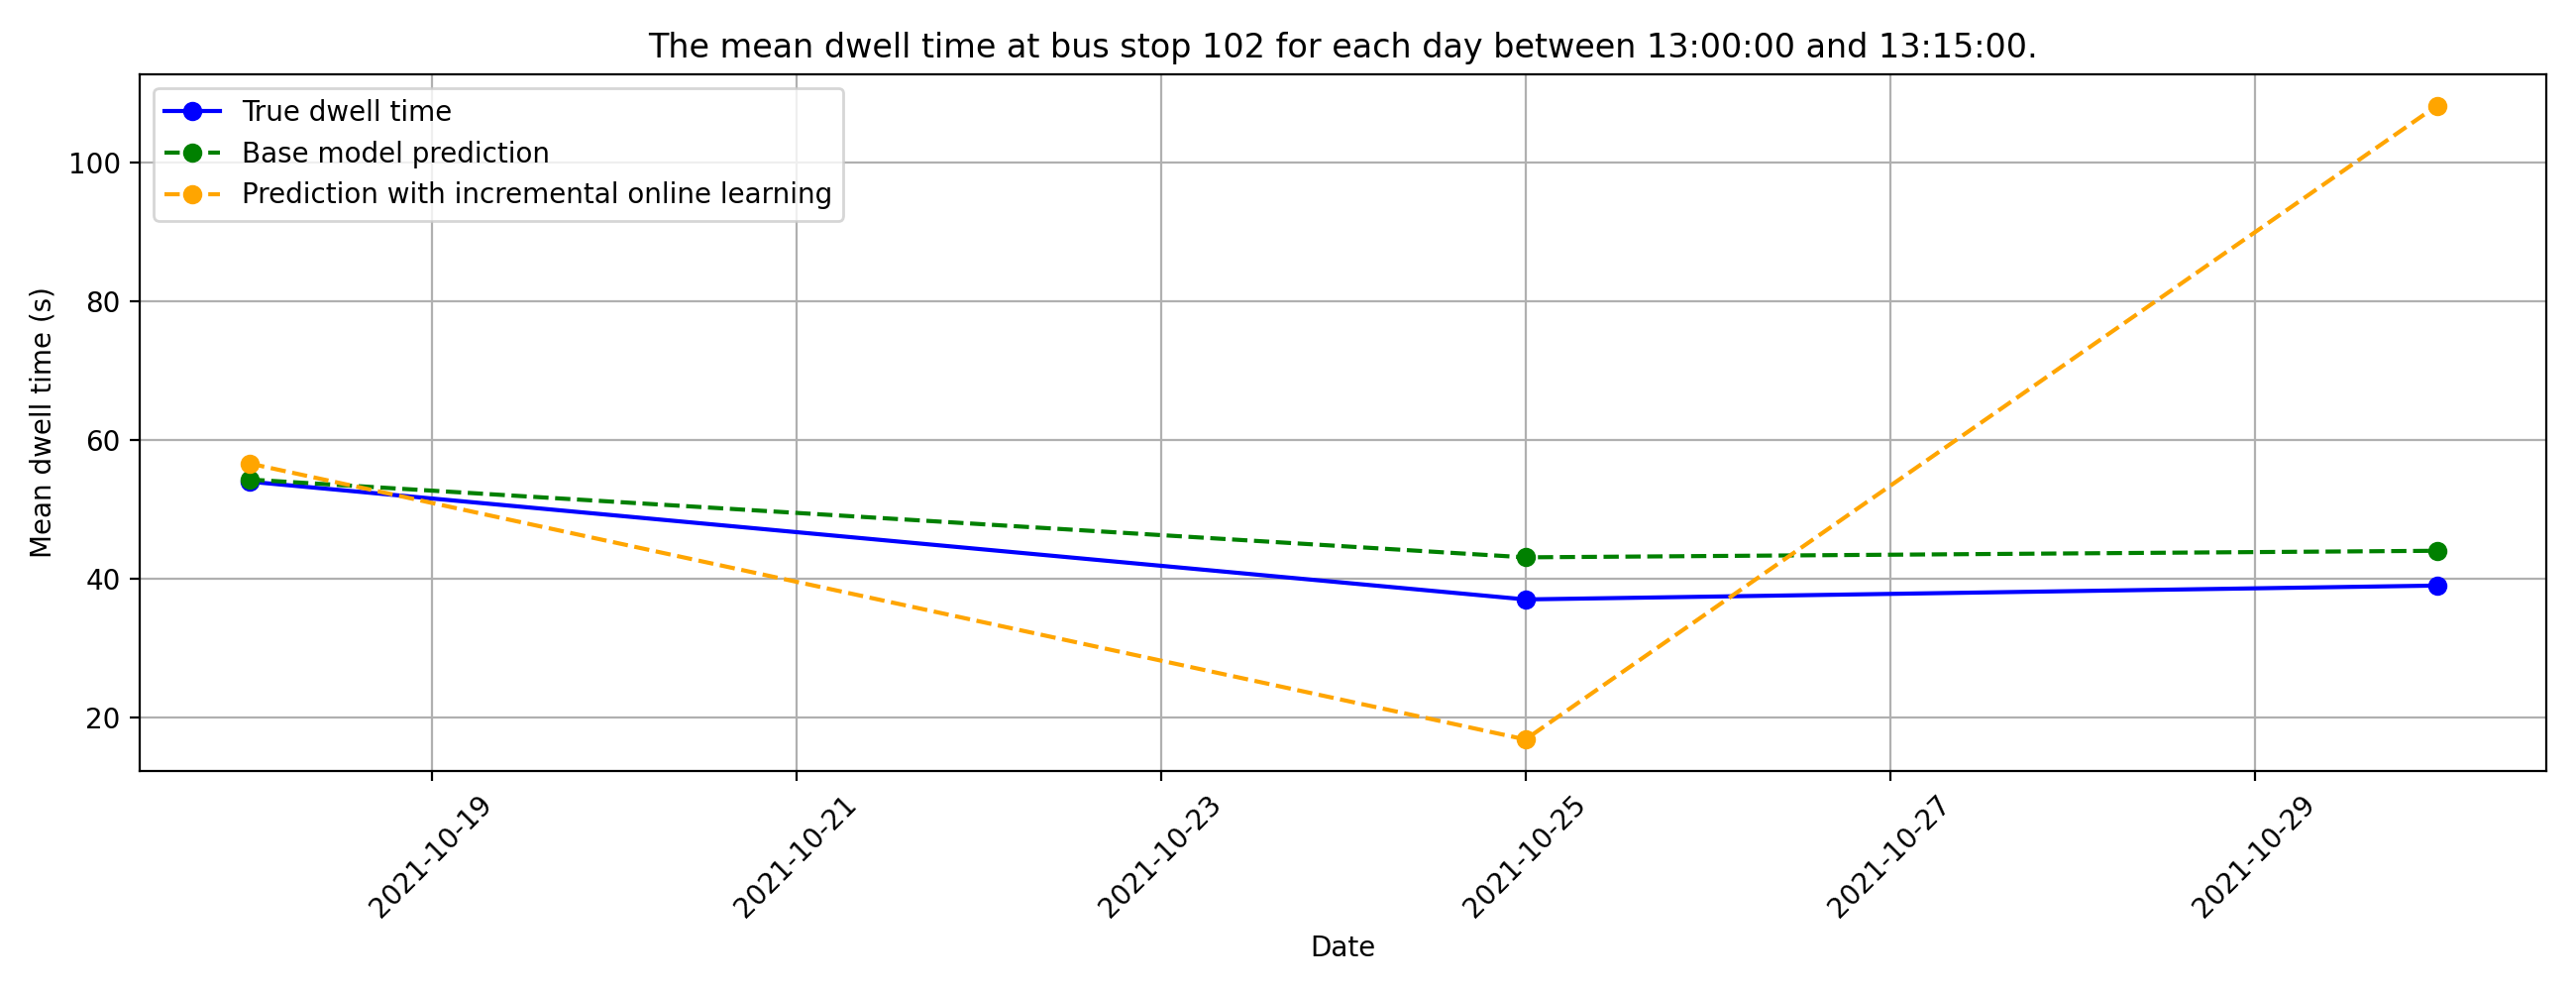 The mean dwell time at bus stop 102 for each day between 13:00:00 and 13:15:00.
True dwell time
Base model prediction
Prediction with incremental online learning
Mean dwell time (s)
100
80
60
40
20
2021-10-19
2021-10-21
2021-10-23
2021-10-25
2021-10-27
2021-10-29
Date